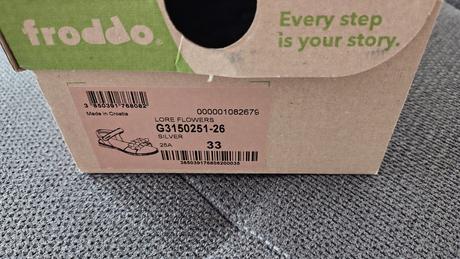 froddo
Every step
is your story.
3 850391 768082
Made in Croatia
000001082679
LORE FLOWERS
G3150251-26
SILVER
26A 33